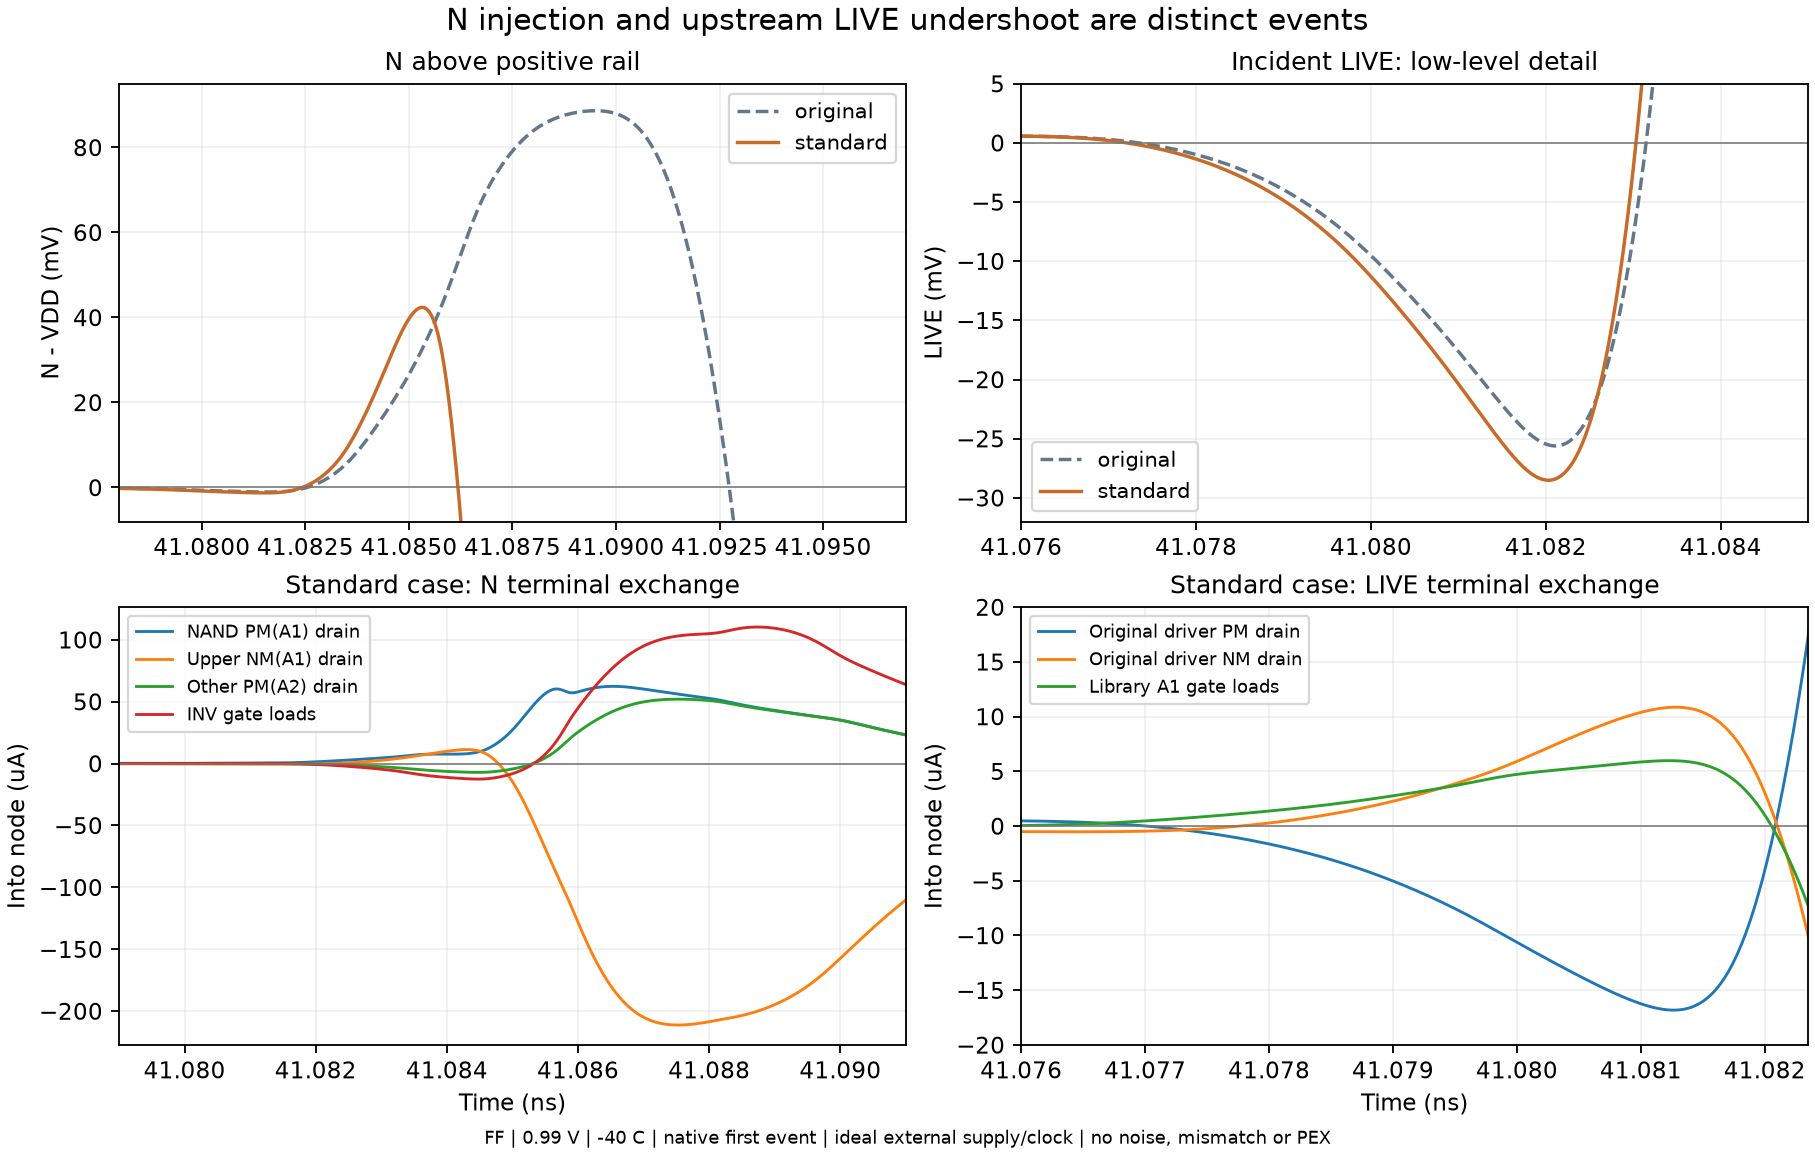 N injection and upstream LIVE undershoot are distinct events
N above positive rail
N - VDD (mV)
80
60
40
20
0
original
standard
41.0800 41.0825 41.0850 41.0875 41.0900 41.0925 41.0950
Incident LIVE: low-level detail
LIVE (mV)
5
0
−5
−10
−15
−20
−25
−30
original
standard
41.076 41.078 41.080 41.082 41.084
Standard case: N terminal exchange
Into node (uA)
100
50
0
−50
−100
−150
−200
NAND PM(A1) drain
Upper NM(A1) drain
Other PM(A2) drain
INV gate loads
41.080 41.082 41.084 41.086 41.088 41.090
Time (ns)
Standard case: LIVE terminal exchange
Into node (uA)
20
15
10
5
0
−5
−10
−15
−20
Original driver PM drain
Original driver NM drain
Library A1 gate loads
41.076 41.077 41.078 41.079 41.080 41.081 41.082
Time (ns)
FF | 0.99 V | -40 C | native first event | ideal external supply/clock | no noise, mismatch or PEX